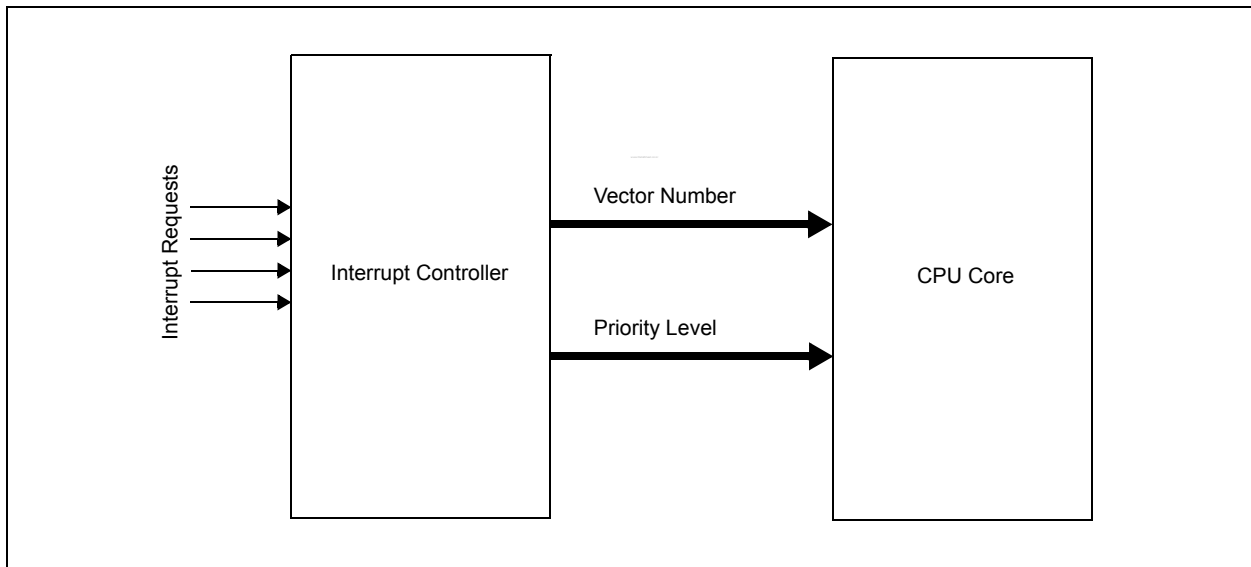 Interrupt Requests
Interrupt Controller
Vector Number
Priority Level
CPU Core